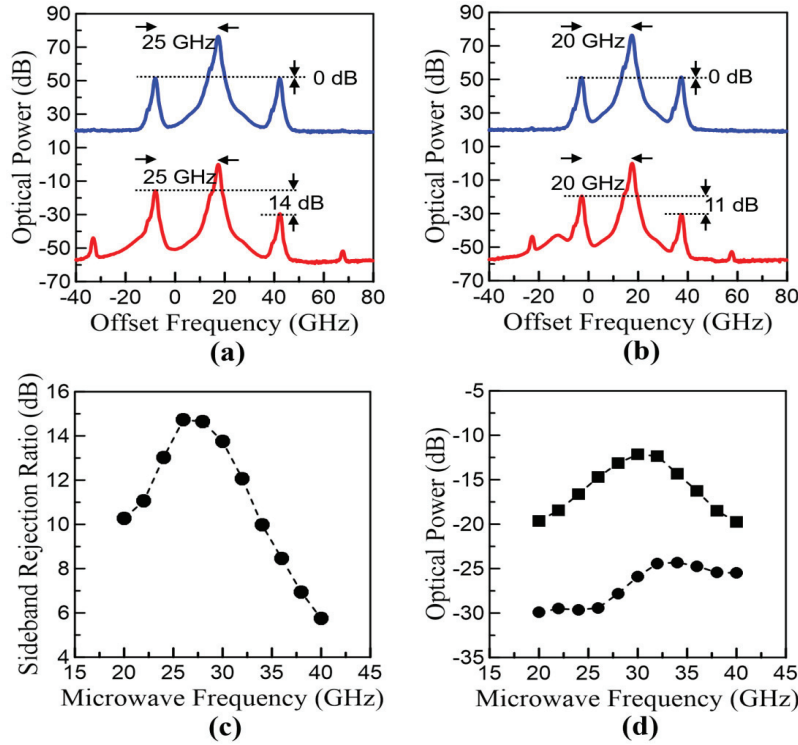 25 GHz
0 dB
25 GHz
14 dB
90
70
50
30
10
-10
-30
-50
70
Optical Power (dB)
-40 -20 0 20 40 60 80
Offset Frequency (GHz)
(a)
20 GHz
0 dB
20 GHz
11 dB
90
70
50
30
10
-10
-30
-50
70
Optical Power (dB)
-40 -20 0 20 40 60 80
Offset Frequency (GHz)
(b)
16
14
12
10
8
6
4
Sideband Rejection Ratio (dB)
15 20 25 30 35 40 45
Microwave Frequency (GHz)
(c)
-5
-10
-15
-20
-25
-30
-35
Optical Power (dB)
15 20 25 30 35 40 45
Microwave Frequency (GHz)
(d)